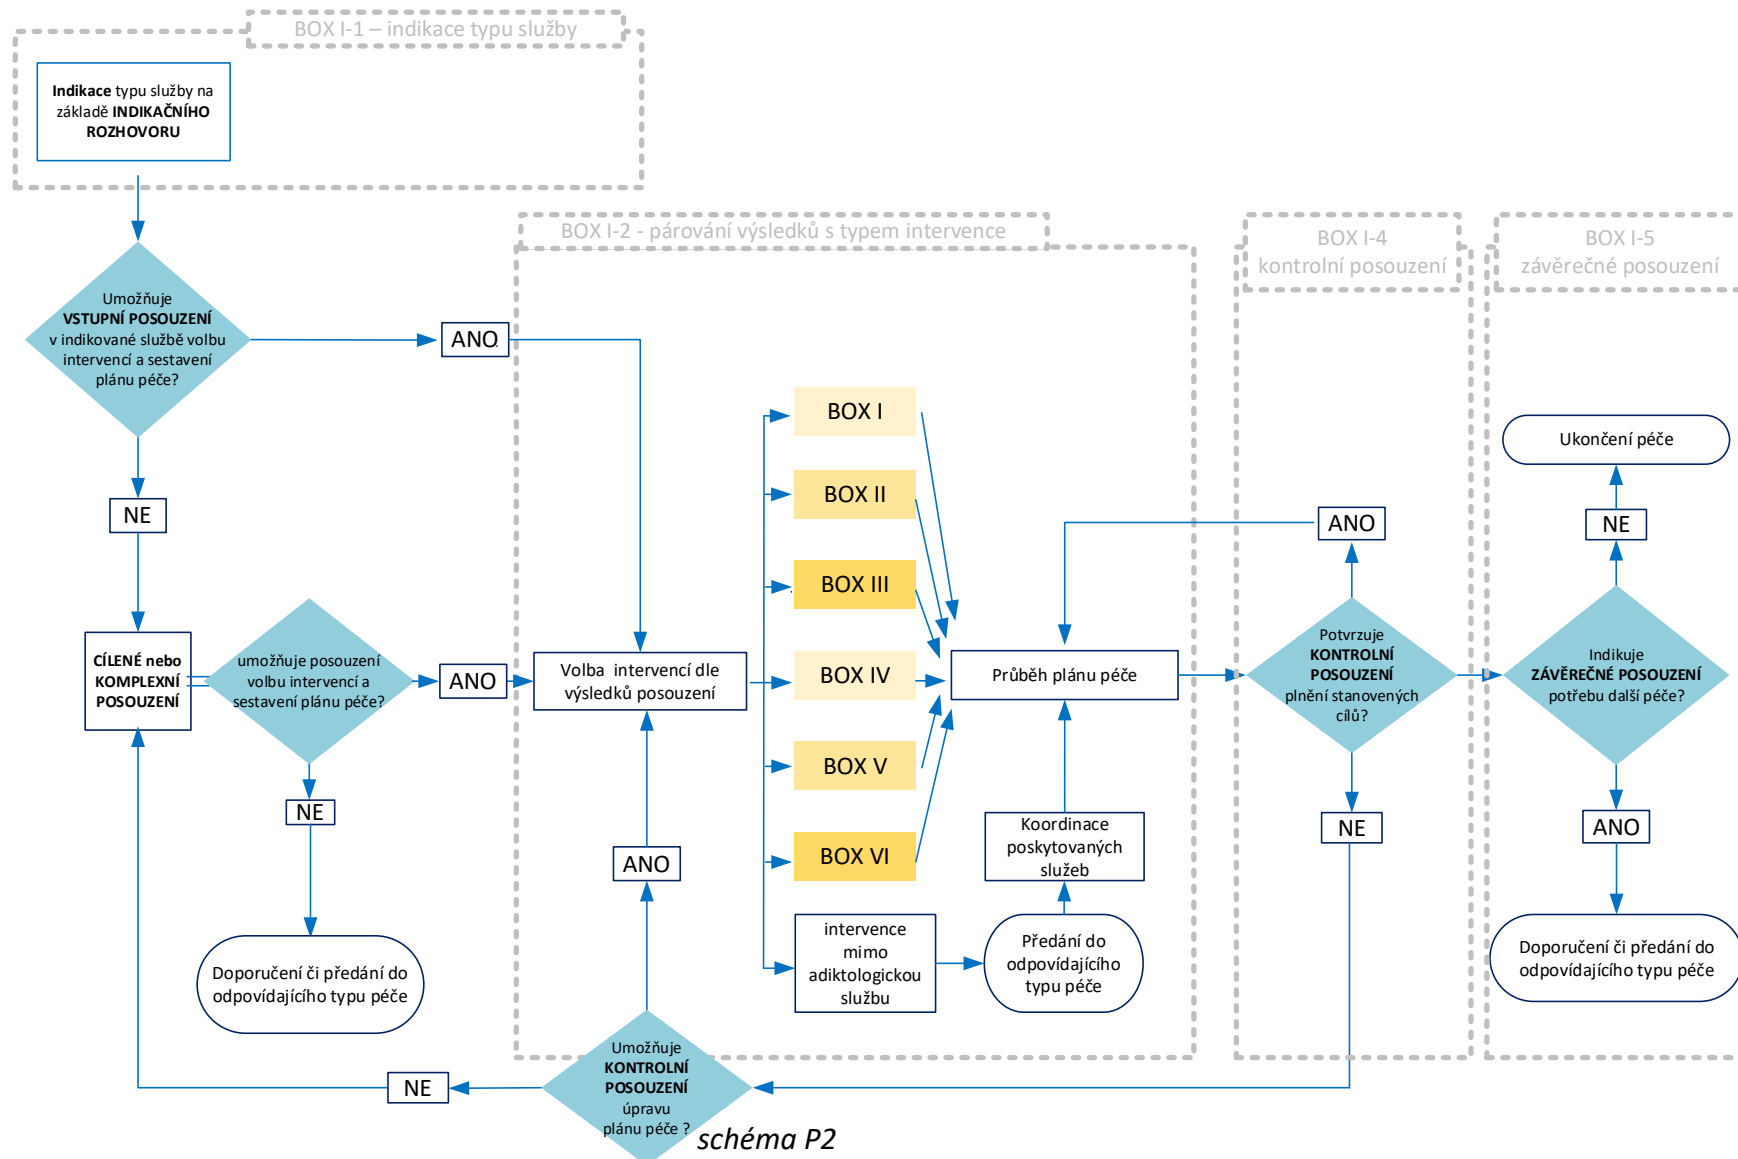 BOX I-1 – indikace typu služby
Indikace typu služby na
základě INDIKAČNÍHO
ROZHOVORU
BOX I-2 - párování výsledků s typem intervence
BOX I-4
kontrolní posouzení
BOX I-5
závěrečné posouzení
Umožňuje
VSTUPNÍ POSOUZENÍ
v indikované službě volbu
intervencí a sestavení
plánu péče?
ANO
NE
CÍLENÉ nebo
KOMPLEXNÍ
POSOUZENÍ
umožňuje posouzení
volbu intervencí a
sestavení plánu péče?
ANO
NE
Doporučení či předání do
odpovídajícího typu péče
Volba intervencí dle
výsledků posouzení
BOX I
BOX II
BOX III
BOX IV
BOX V
BOX VI
intervence
mimo
adiktologickou
službu
Předání do
odpovídajícího
typu péče
Koordinace
poskytovaných
služeb
Průběh plánu péče
ANO
Potvrzuje
KONTROLNÍ
POSOUZENÍ
plnění stanovených
cílů?
NE
Ukončení péče
NE
Indikuje
ZÁVĚREČNÉ POSOUZENÍ
potřebu další péče?
ANO
Doporučení či předání do
odpovídajícího typu péče
ANO
Umožňuje
KONTROLNÍ
POSOUZENÍ
úpravu
plánu péče ?
NE
schéma P2